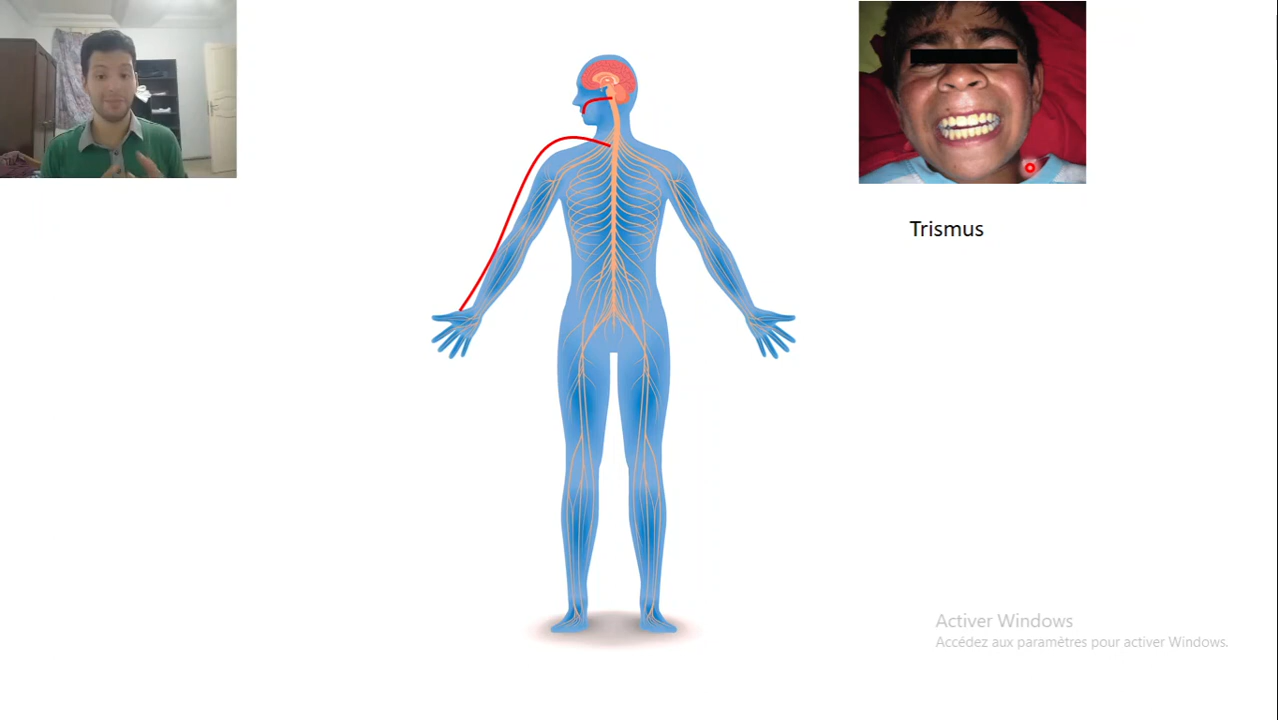 Trismus
Activer Windows
Accédez aux paramètres pour activer Windows.